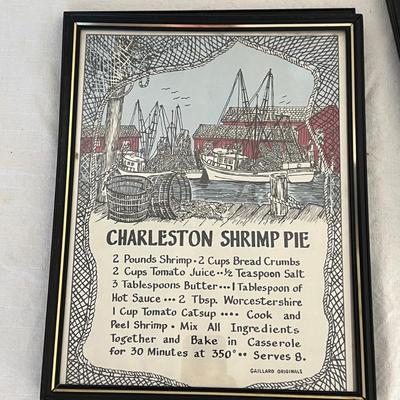 CHARLESTON SHRIMP PIE
2 Pounds Shrimp • 2 Cups Bread Crumbs
2 Cups Tomato Juice •• ½ Teaspoon Salt
3 Tablespoons Butter ••• 1 Tablespoon of
Hot Sauce ••• 2 Tbsp. Worcestershire
1 Cup Tomato Catsup •••• Cook and
Peel Shrimp • Mix All Ingredients
Together and Bake in Casserole
for 30 Minutes at 350° •• Serves 8.
GAILLARD ORIGINALS